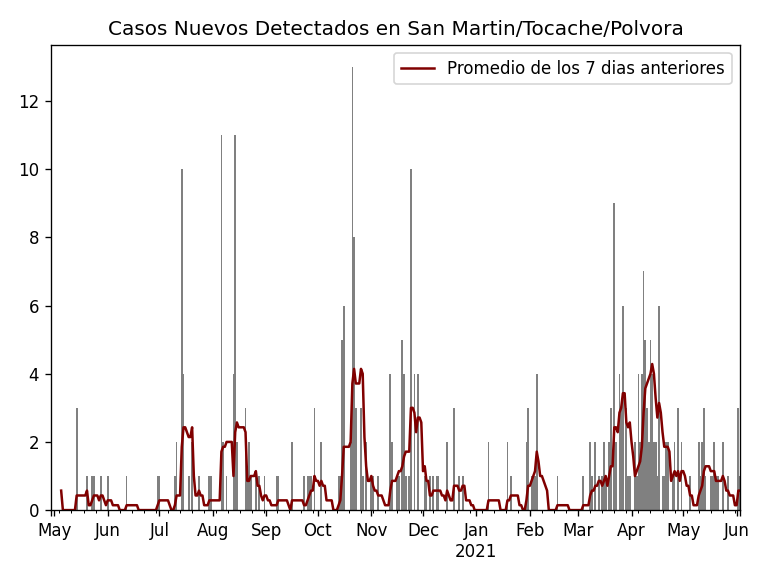 Casos Nuevos Detectados en San Martin/Tocache/Polvora
Promedio de los 7 dias anteriores
12
10
8
6
4
2
0
May Jun Jul Aug Sep Oct Nov Dec Jan Feb Mar Apr May Jun
2021